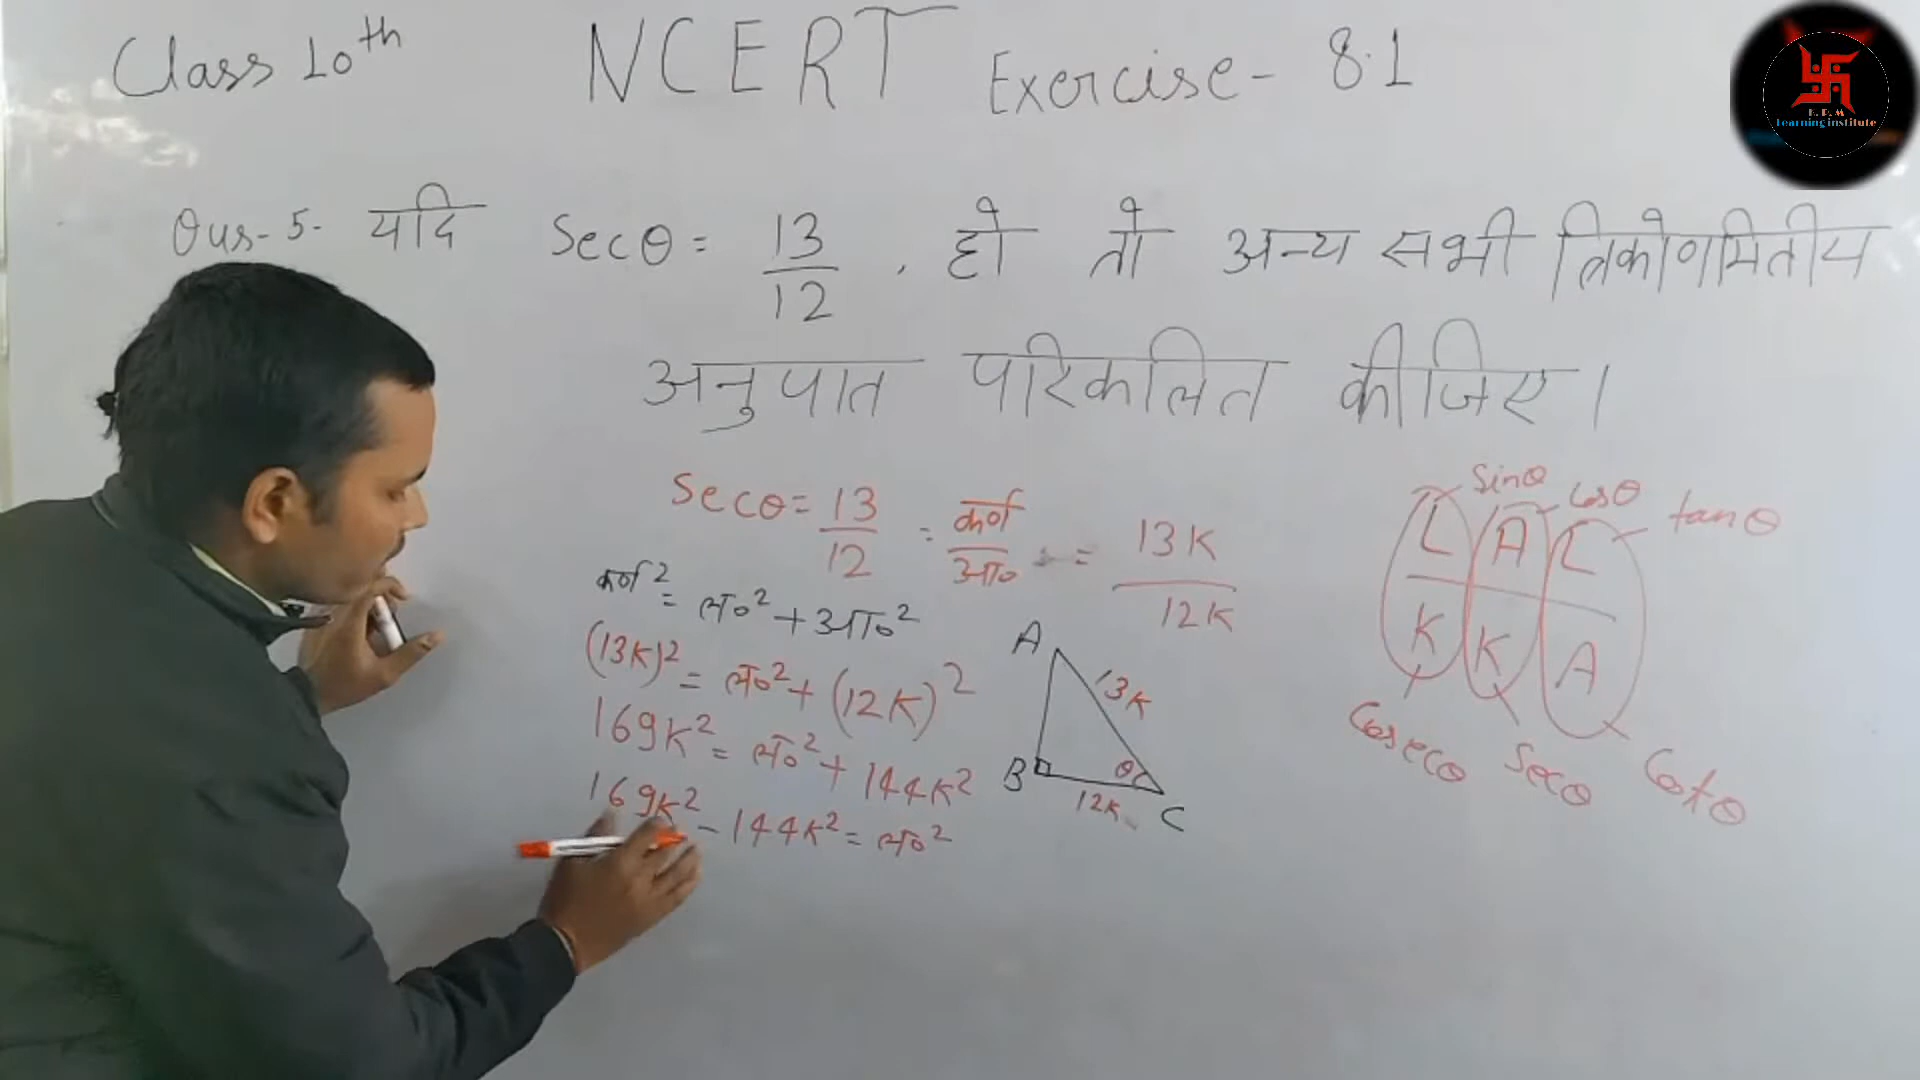 Class 10th NCERT Exercise - 8.1
K.P.M
Learning institute
Qus- 5- यदि Secθ = 13/12 , हो तो अन्य सभी त्रिकोणमितीय
अनुपात परिकलित कीजिए।
Secθ = 13/12 = कर्ण/आ० = 13K/12K
कर्ण² = ल०² + आ०²
(13K)² = ल०² + (12K)²
169K² = ल०² + 144K²
169K² - 144K² = ल०²
A
13K
B
θ
12K
C
sinθ cosθ tanθ
L A L
K K A
Cosecθ Secθ Cotθ